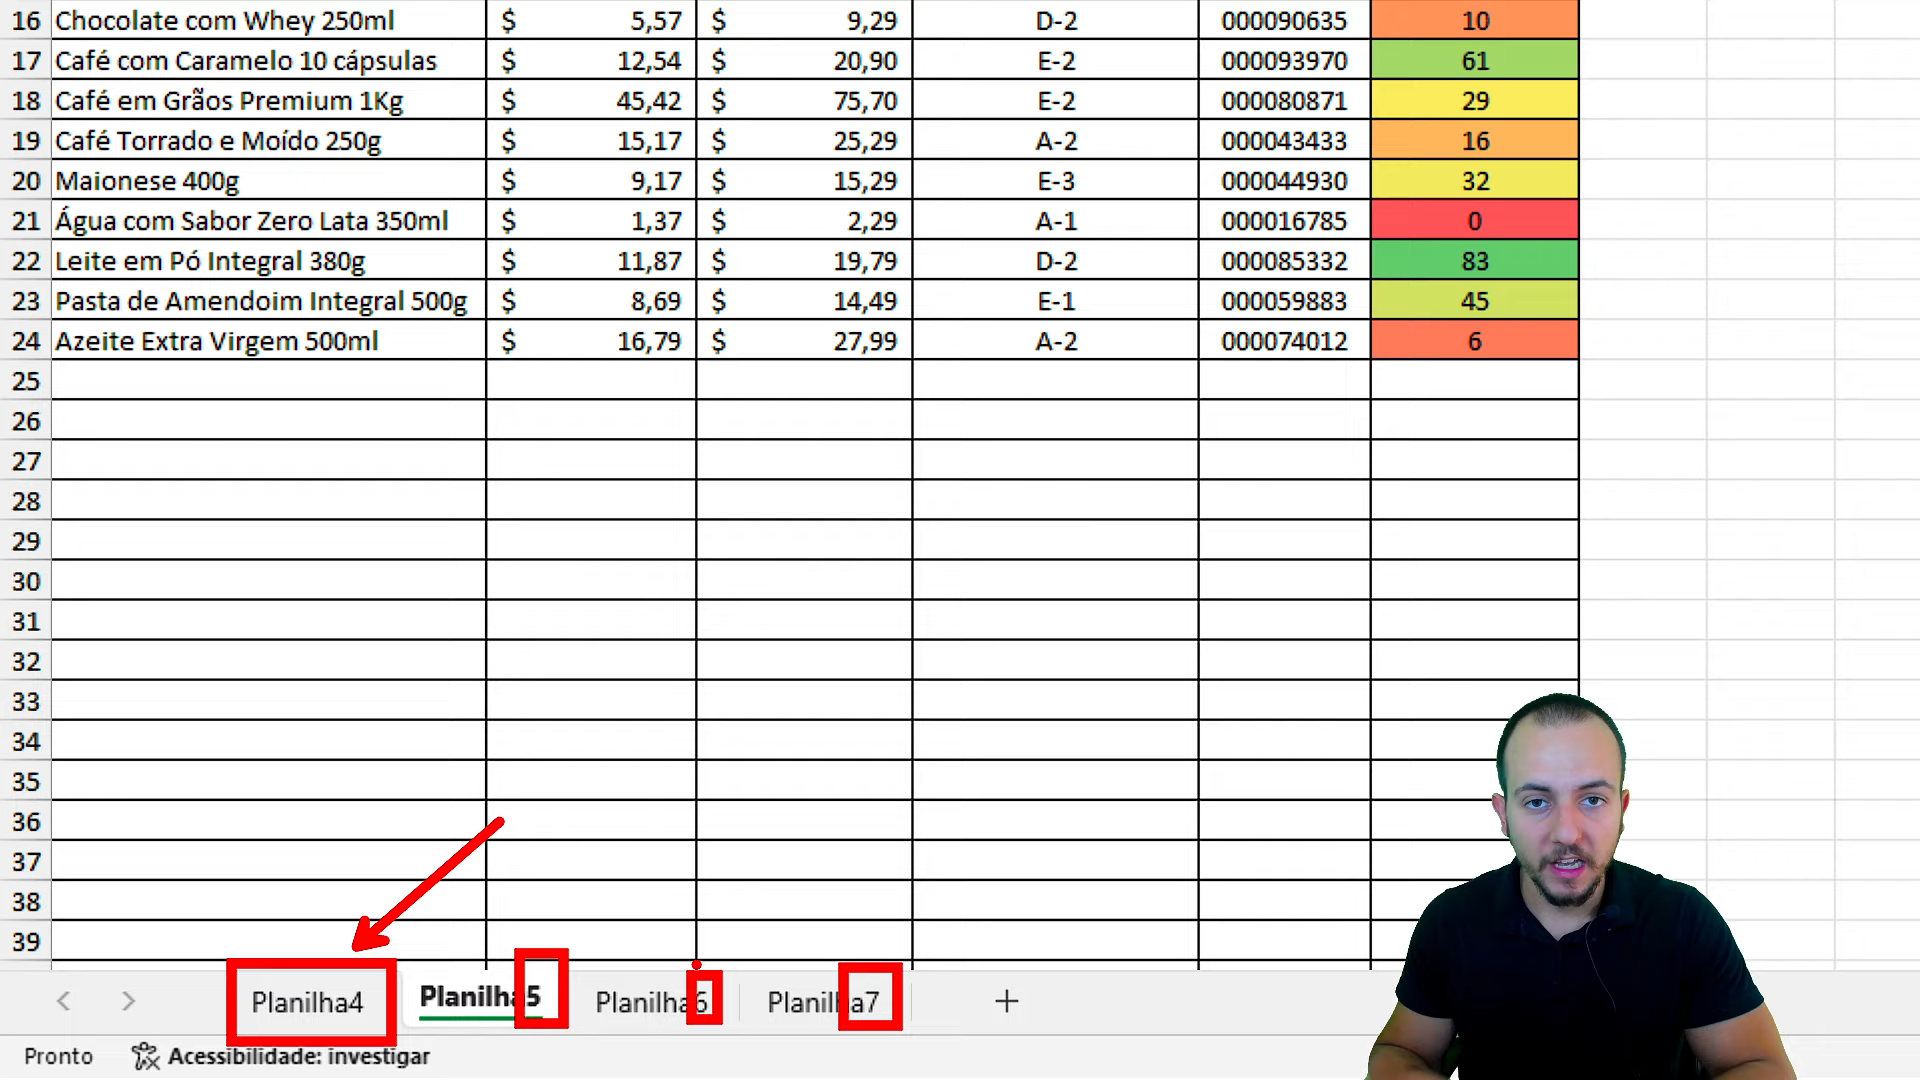 16 Chocolate com Whey 250ml $ 5,57 $ 9,29 D-2 000090635 10
17 Café com Caramelo 10 cápsulas $ 12,54 $ 20,90 E-2 000093970 61
18 Café em Grãos Premium 1Kg $ 45,42 $ 75,70 E-2 000080871 29
19 Café Torrado e Moído 250g $ 15,17 $ 25,29 A-2 000043433 16
20 Maionese 400g $ 9,17 $ 15,29 E-3 000044930 32
21 Água com Sabor Zero Lata 350ml $ 1,37 $ 2,29 A-1 000016785 0
22 Leite em Pó Integral 380g $ 11,87 $ 19,79 D-2 000085332 83
23 Pasta de Amendoim Integral 500g $ 8,69 $ 14,49 E-1 000059883 45
24 Azeite Extra Virgem 500ml $ 16,79 $ 27,99 A-2 000074012 6
25
26
27
28
29
30
31
32
33
34
35
36
37
38
39
Planilha4 Planilha5 Planilha6 Planilha7 +
Pronto Acessibilidade: investigar